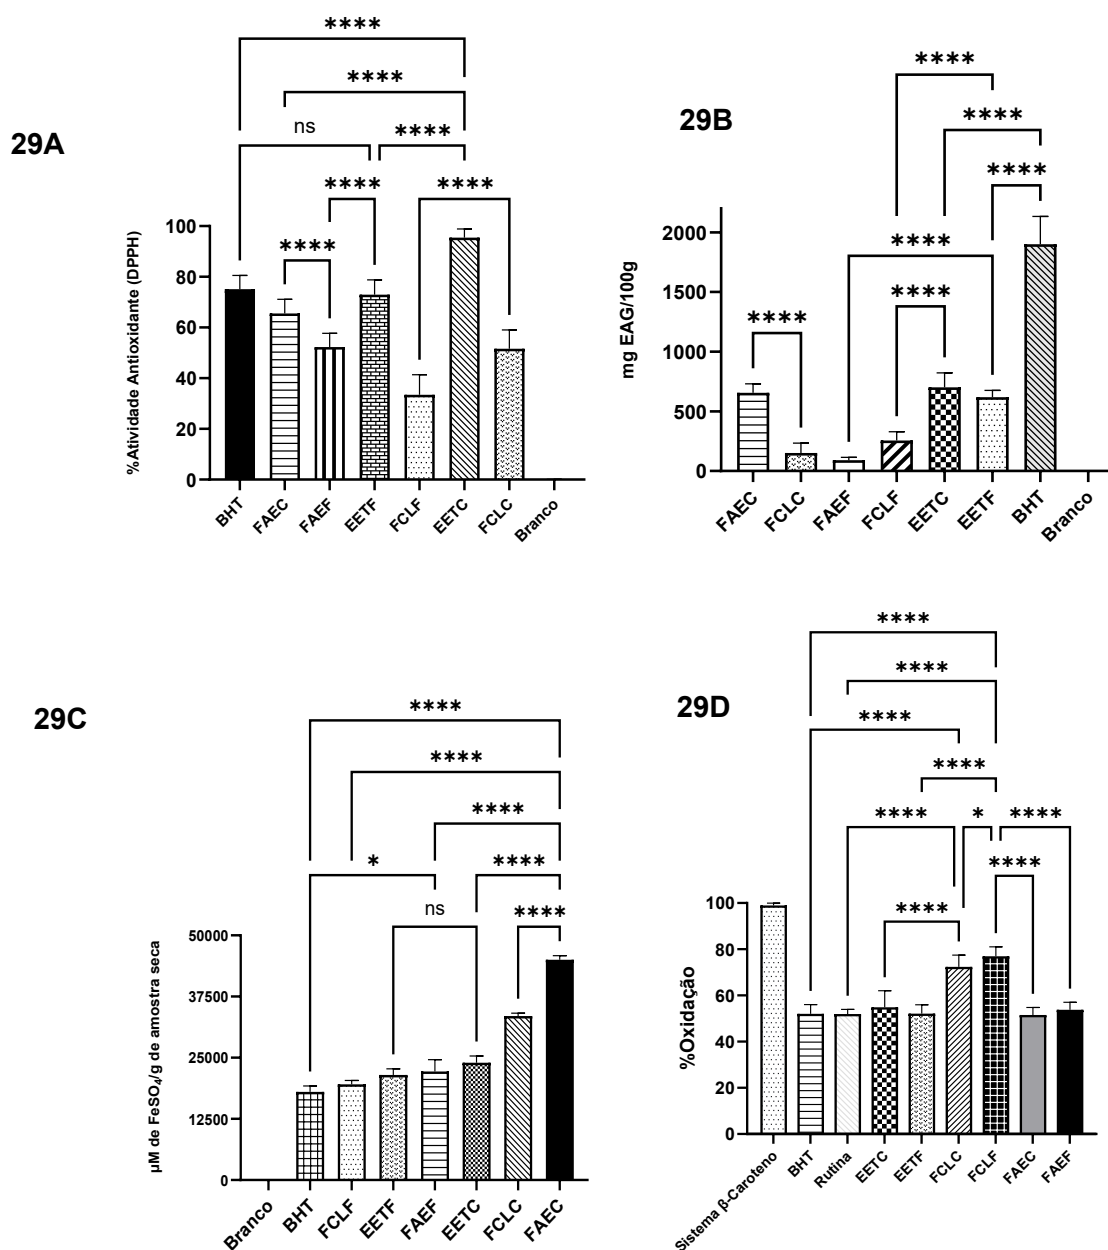 29A
****
****
ns
****
****
****
****
%Atividade Antioxidante (DPPH)
100
80
60
40
20
0
BHT
FAEC
FAEF
EETF
FCLF
EETC
FCLC
Branco
29B
****
****
****
****
****
****
mg EAG/100g
2000
1500
1000
500
0
FAEC
FCLC
FAEF
FCLF
EETC
EETF
BHT
Branco
29C
****
****
****
*
****
ns
****
µM de FeSO₄/g de amostra seca
50000
37500
25000
12500
0
Branco
BHT
FCLF
EETF
FAEF
EETC
FCLC
FAEC
29D
****
****
****
****
****
*
****
****
****
%Oxidação
100
80
60
40
20
0
Sistema β-Caroteno
BHT
Rutina
EETC
EETF
FCLC
FCLF
FAEC
FAEF